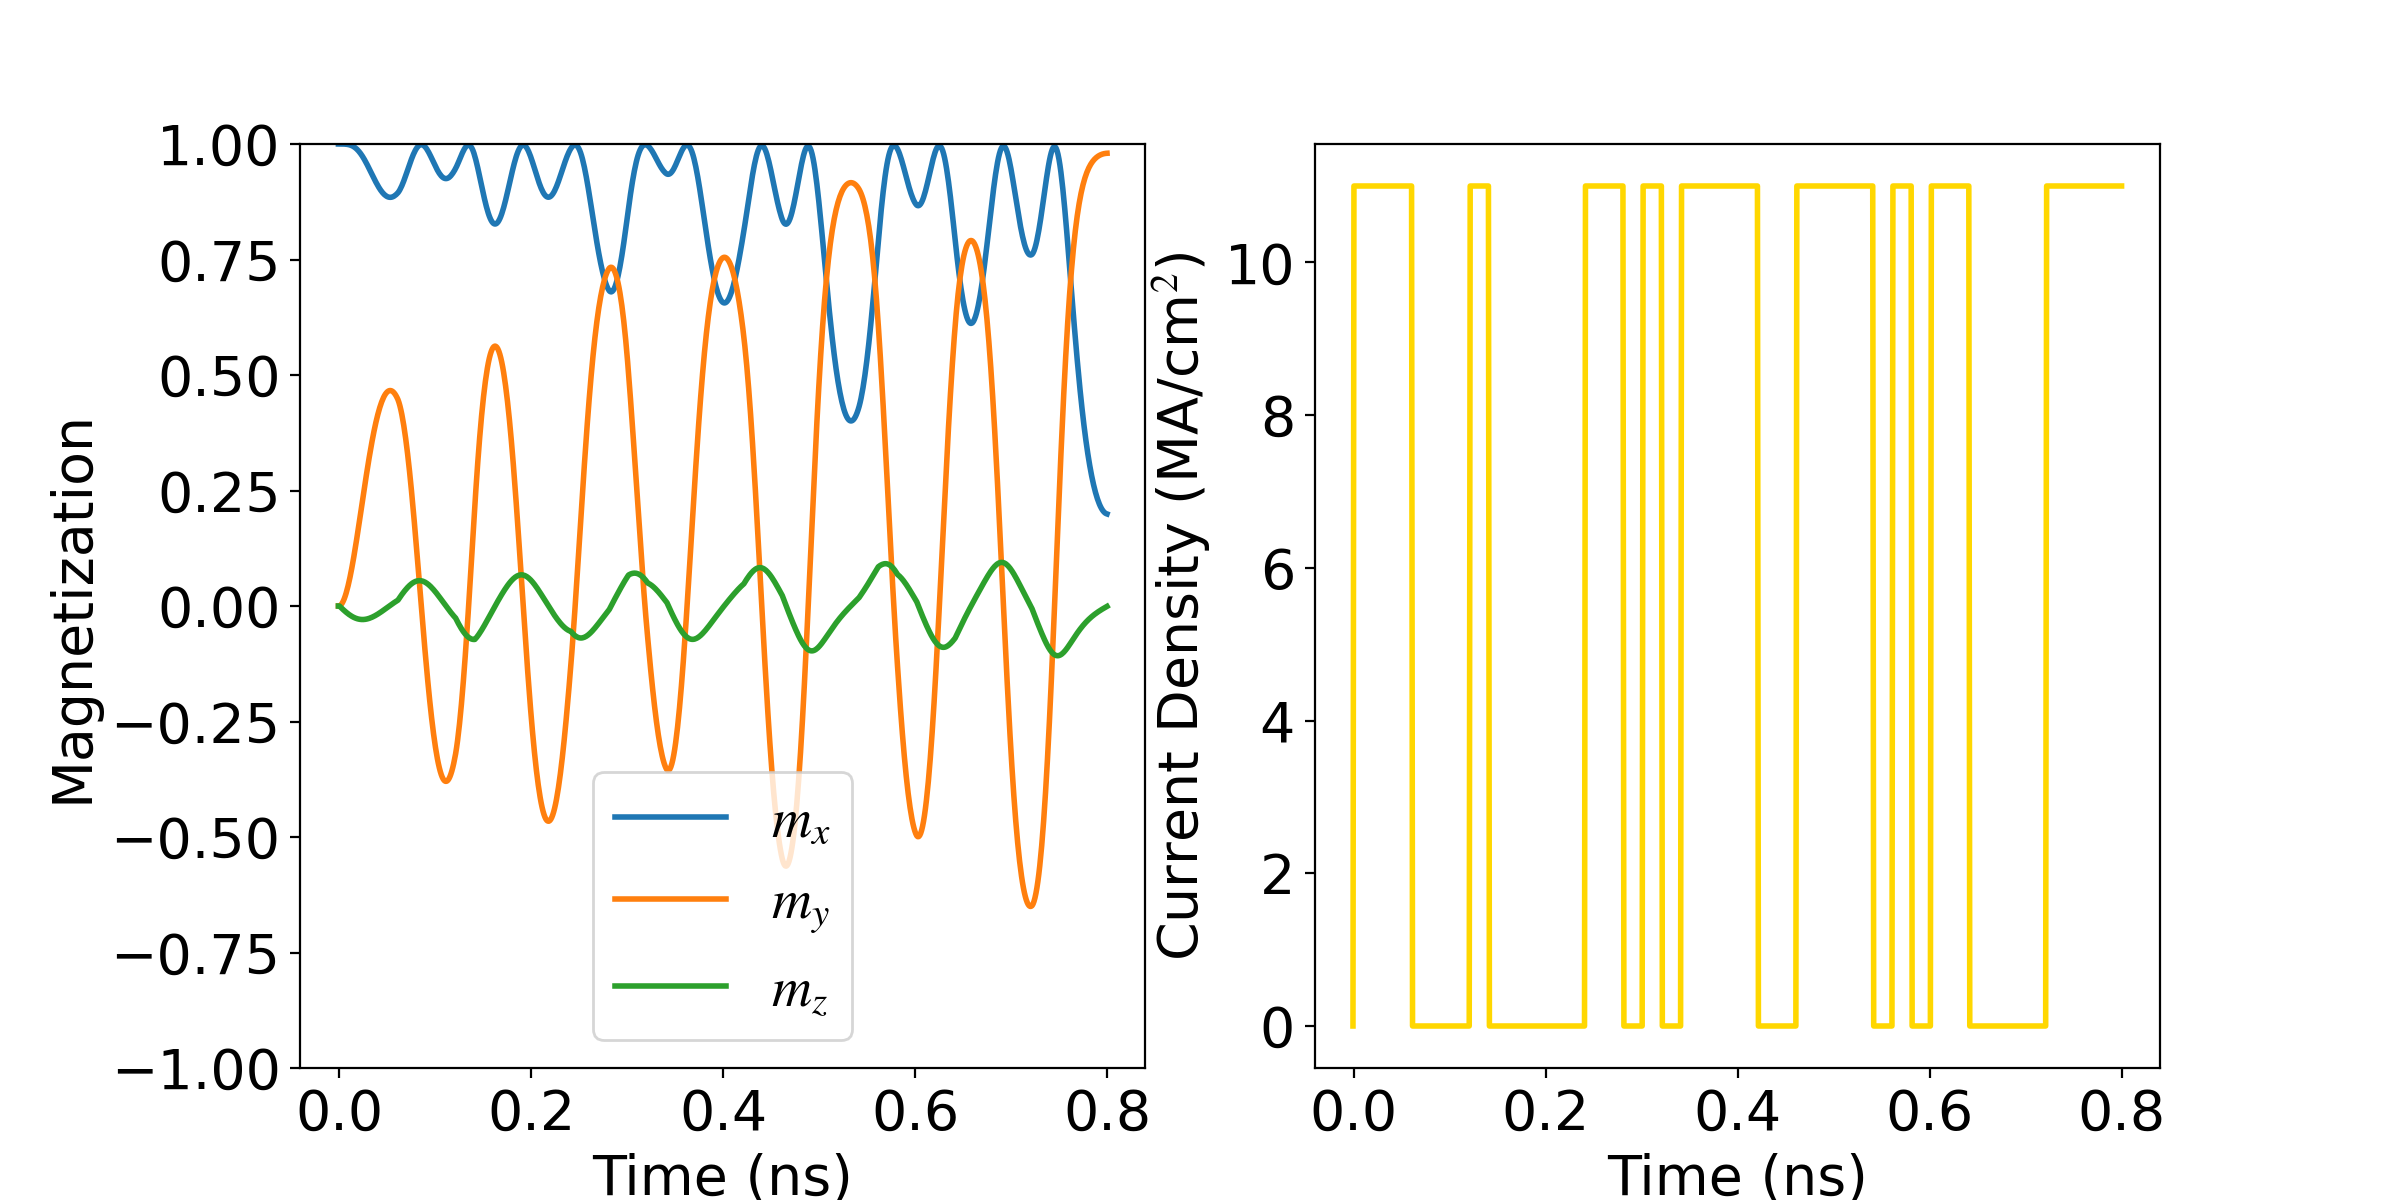 Magnetization
1.00
0.75
0.50
0.25
0.00
−0.25
−0.50
−0.75
−1.00
0.0 0.2 0.4 0.6 0.8
Time (ns)
m_x
m_y
m_z
Current Density (MA/cm²)
10
8
6
4
2
0
0.0 0.2 0.4 0.6 0.8
Time (ns)